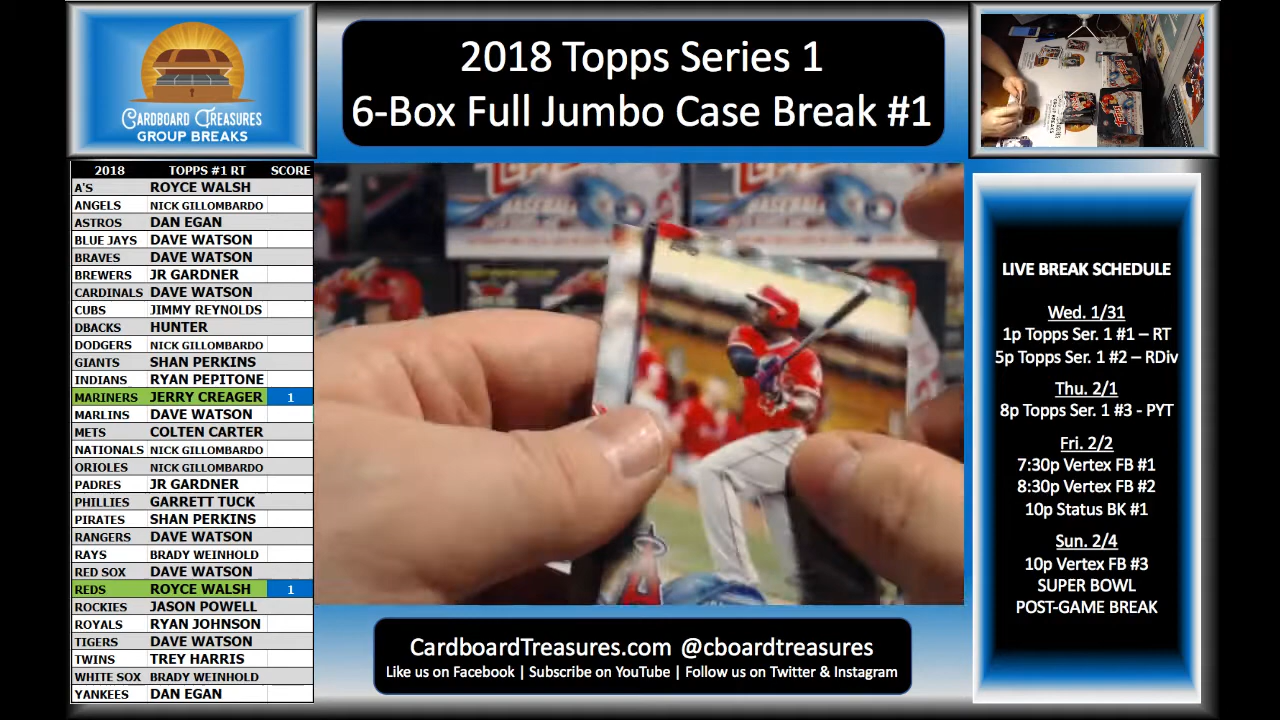 CARDBOARD TREASURES
GROUP BREAKS
2018 Topps Series 1
6-Box Full Jumbo Case Break #1
2018 TOPPS #1 RT SCORE
A'S ROYCE WALSH
ANGELS NICK GILLOMBARDO
ASTROS DAN EGAN
BLUE JAYS DAVE WATSON
BRAVES DAVE WATSON
BREWERS JR GARDNER
CARDINALS DAVE WATSON
CUBS JIMMY REYNOLDS
DBACKS HUNTER
DODGERS NICK GILLOMBARDO
GIANTS SHAN PERKINS
INDIANS RYAN PEPITONE
MARINERS JERRY CREAGER 1
MARLINS DAVE WATSON
METS COLTEN CARTER
NATIONALS NICK GILLOMBARDO
ORIOLES NICK GILLOMBARDO
PADRES JR GARDNER
PHILLIES GARRETT TUCK
PIRATES SHAN PERKINS
RANGERS DAVE WATSON
RAYS BRADY WEINHOLD
RED SOX DAVE WATSON
REDS ROYCE WALSH 1
ROCKIES JASON POWELL
ROYALS RYAN JOHNSON
TIGERS DAVE WATSON
TWINS TREY HARRIS
WHITE SOX BRADY WEINHOLD
YANKEES DAN EGAN
BASEBALL
LIVE BREAK SCHEDULE
Wed. 1/31
1p Topps Ser. 1 #1 – RT
5p Topps Ser. 1 #2 – RDiv
Thu. 2/1
8p Topps Ser. 1 #3 - PYT
Fri. 2/2
7:30p Vertex FB #1
8:30p Vertex FB #2
10p Status BK #1
Sun. 2/4
10p Vertex FB #3
SUPER BOWL
POST-GAME BREAK
CardboardTreasures.com @cboardtreasures
Like us on Facebook | Subscribe on YouTube | Follow us on Twitter & Instagram